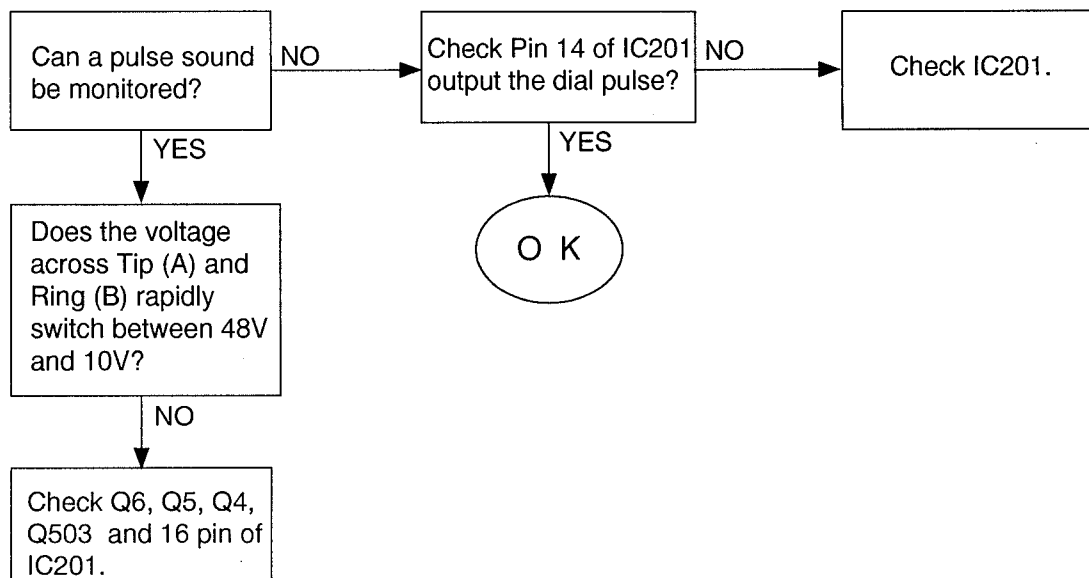 Can a pulse sound
be monitored?
NO
Check Pin 14 of IC201
output the dial pulse?
NO
Check IC201.
YES
YES
O K
Does the voltage
across Tip (A) and
Ring (B) rapidly
switch between 48V
and 10V?
NO
Check Q6, Q5, Q4,
Q503 and 16 pin of
IC201.